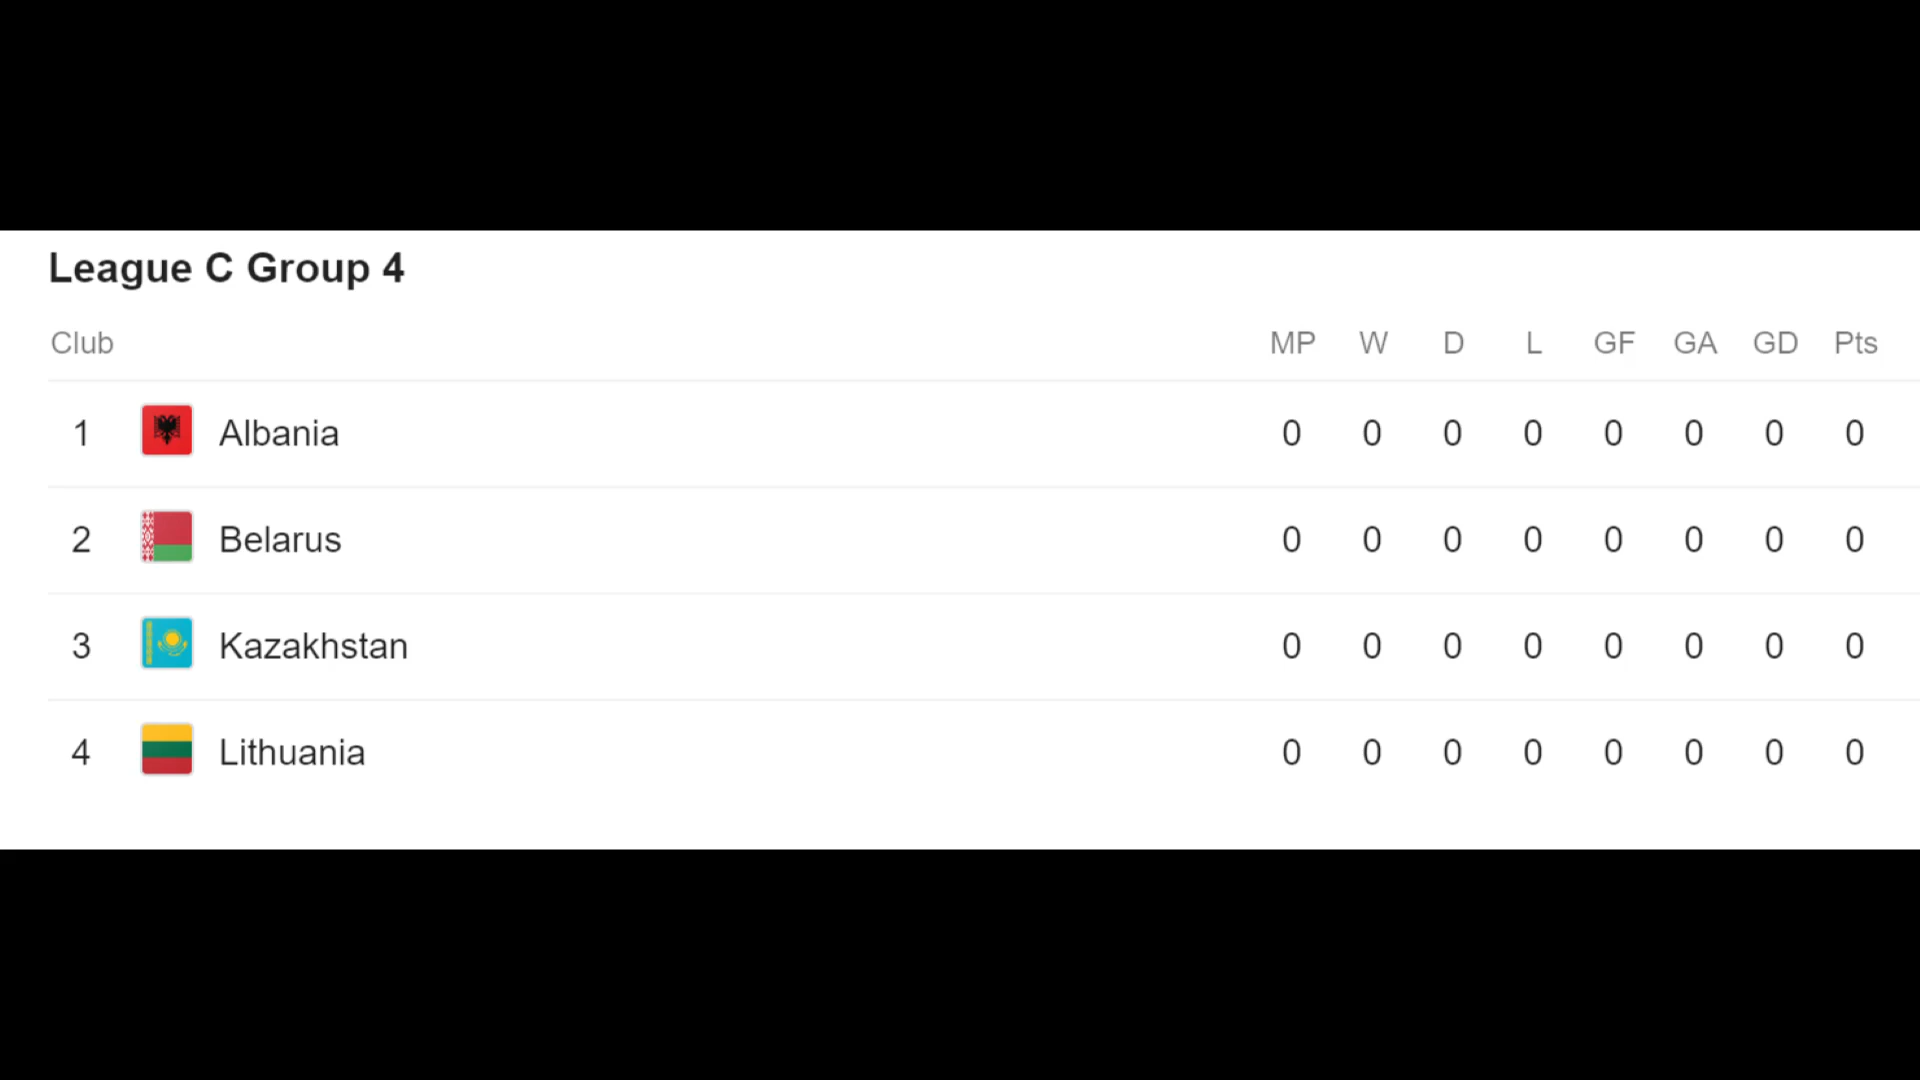 League C Group 4
Club MP W D L GF GA GD Pts
1 Albania 0 0 0 0 0 0 0 0
2 Belarus 0 0 0 0 0 0 0 0
3 Kazakhstan 0 0 0 0 0 0 0 0
4 Lithuania 0 0 0 0 0 0 0 0